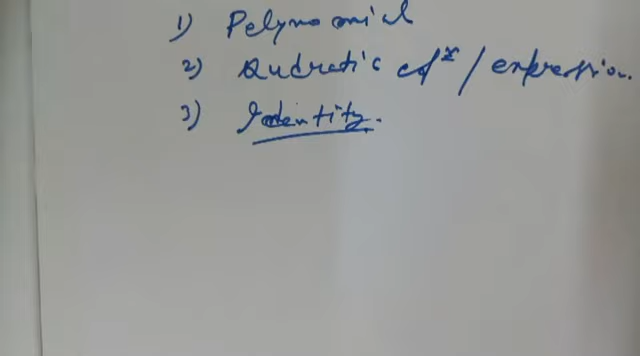 1) Polynomial
2) Qudratic eqⁿ / expression.
3) Identity.